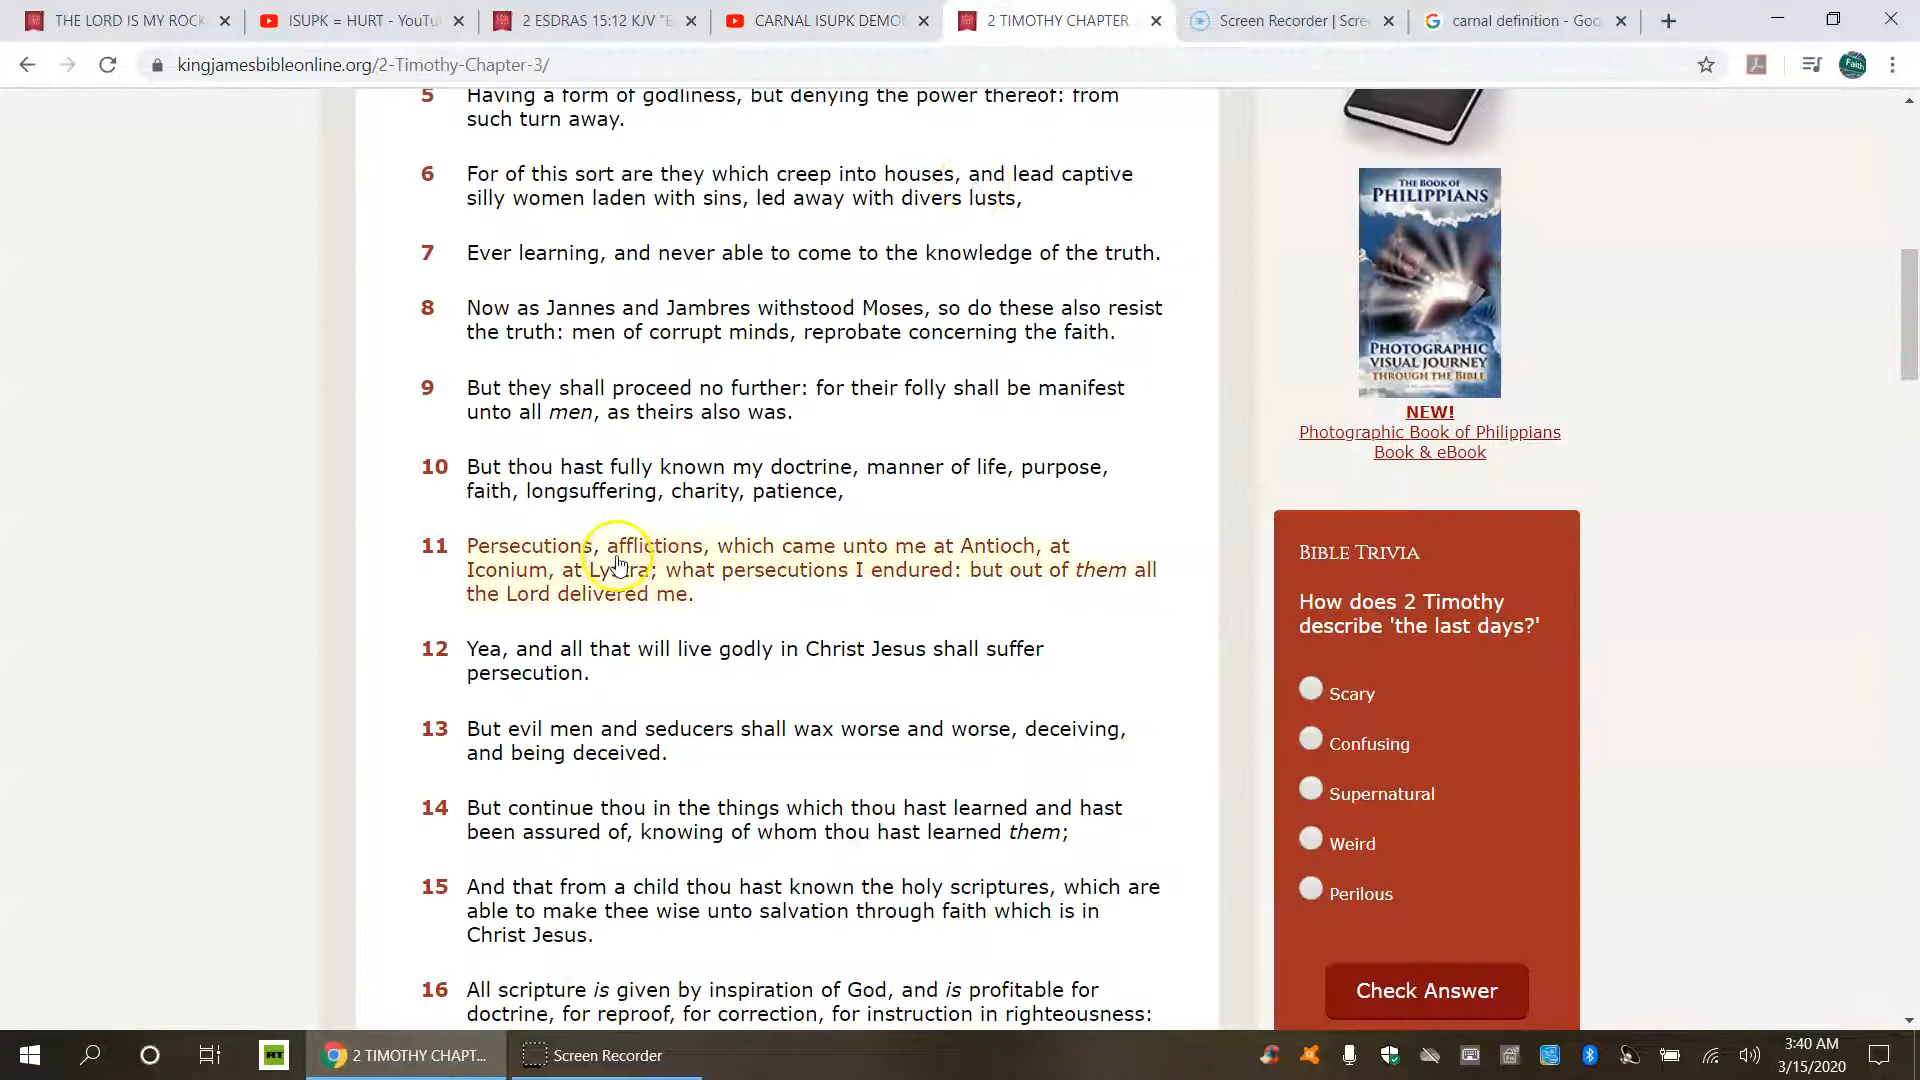 THE LORD IS MY ROCK
ISUPK = HURT - YouTu
2 ESDRAS 15:12 KJV "E
CARNAL ISUPK DEMO
2 TIMOTHY CHAPTER
Screen Recorder | Scre
carnal definition - Goo
kingjamesbibleonline.org/2-Timothy-Chapter-3/
Faith
5 Having a form of godliness, but denying the power thereof: from
such turn away.
6 For of this sort are they which creep into houses, and lead captive
silly women laden with sins, led away with divers lusts,
7 Ever learning, and never able to come to the knowledge of the truth.
8 Now as Jannes and Jambres withstood Moses, so do these also resist
the truth: men of corrupt minds, reprobate concerning the faith.
9 But they shall proceed no further: for their folly shall be manifest
unto all men, as theirs also was.
10 But thou hast fully known my doctrine, manner of life, purpose,
faith, longsuffering, charity, patience,
11 Persecutions, afflictions, which came unto me at Antioch, at
Iconium, at Lystra; what persecutions I endured: but out of them all
the Lord delivered me.
12 Yea, and all that will live godly in Christ Jesus shall suffer
persecution.
13 But evil men and seducers shall wax worse and worse, deceiving,
and being deceived.
14 But continue thou in the things which thou hast learned and hast
been assured of, knowing of whom thou hast learned them;
15 And that from a child thou hast known the holy scriptures, which are
able to make thee wise unto salvation through faith which is in
Christ Jesus.
16 All scripture is given by inspiration of God, and is profitable for
doctrine, for reproof, for correction, for instruction in righteousness:
THE BOOK OF
PHILIPPIANS
PHOTOGRAPHIC
VISUAL JOURNEY
THROUGH THE BIBLE
NEW!
Photographic Book of Philippians
Book & eBook
BIBLE TRIVIA
How does 2 Timothy
describe 'the last days?'
Scary
Confusing
Supernatural
Weird
Perilous
Check Answer
RT
2 TIMOTHY CHAPT...
Screen Recorder
3:40 AM
3/15/2020